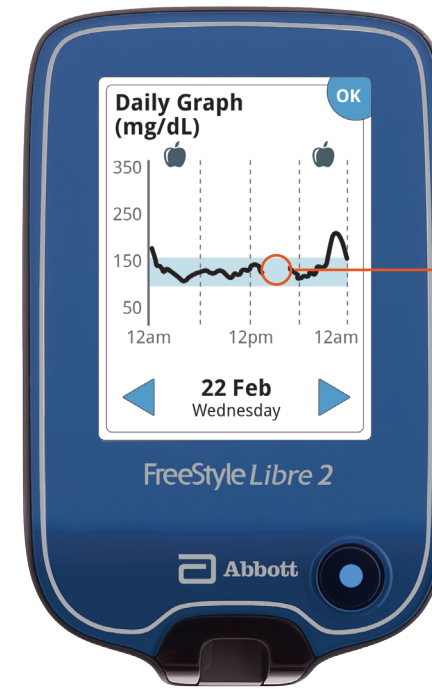 Daily Graph
(mg/dL)
OK
350
250
150
50
12am
12pm
12am
22 Feb
Wednesday
FreeStyle Libre 2
Abbott